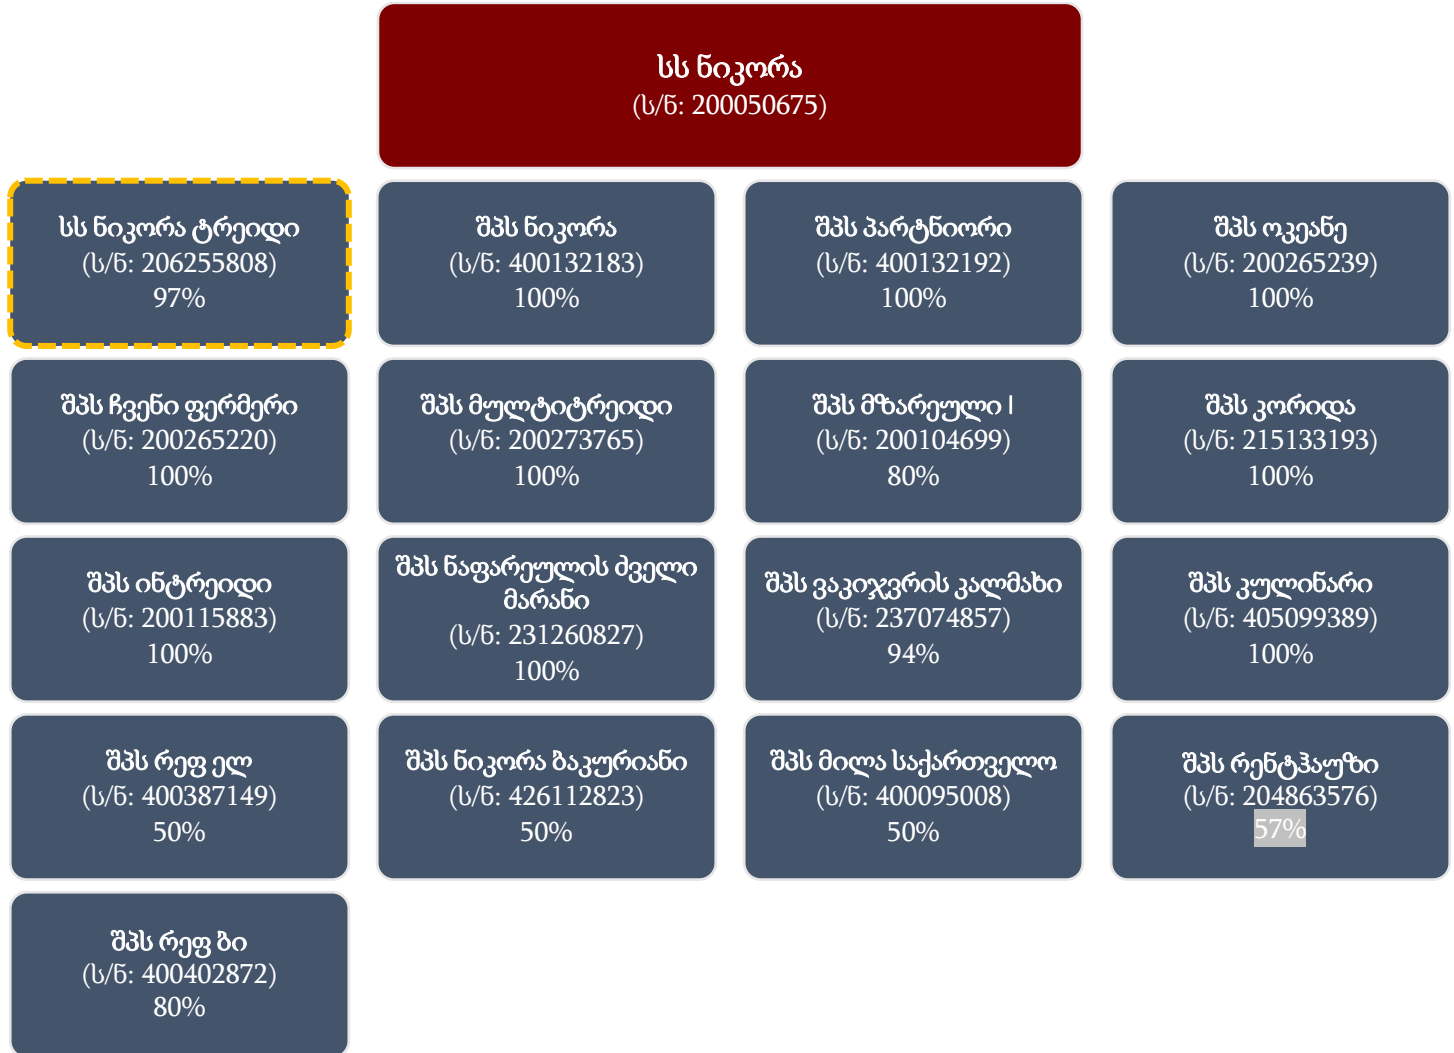 სს ნიკორა
(ს/ნ: 200050675)
სს ნიკორა ტრეიდი
(ს/ნ: 206255808)
97%
შპს ნიკორა
(ს/ნ: 400132183)
100%
შპს პარტნიორი
(ს/ნ: 400132192)
100%
შპს ოკეანე
(ს/ნ: 200265239)
100%
შპს ჩვენი ფერმერი
(ს/ნ: 200265220)
100%
შპს მულტიტრეიდი
(ს/ნ: 200273765)
100%
შპს მზარეული I
(ს/ნ: 200104699)
80%
შპს კორიდა
(ს/ნ: 215133193)
100%
შპს ინტრეიდი
(ს/ნ: 200115883)
100%
შპს ნაფარეულის ძველი
მარანი
(ს/ნ: 231260827)
100%
შპს ვაკიჯვრის კალმახი
(ს/ნ: 237074857)
94%
შპს კულინარი
(ს/ნ: 405099389)
100%
შპს რეფ ელ
(ს/ნ: 400387149)
50%
შპს ნიკორა ბაკურიანი
(ს/ნ: 426112823)
50%
შპს მილა საქართველო
(ს/ნ: 400095008)
50%
შპს რენტჰაუზი
(ს/ნ: 204863576)
57%
შპს რეფ ბი
(ს/ნ: 400402872)
80%